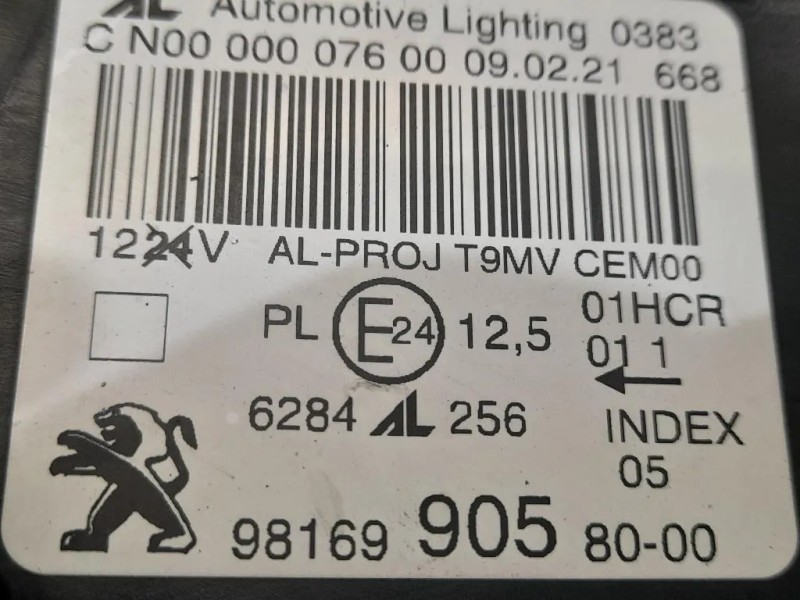 AL Automotive Lighting 0383
C N00 000 076 00 09.02.21 668
1224V AL-PROJ T9MV CEM00
PL E24 12,5 01HCR
01 1
6284 AL 256 INDEX
05
98169 905 80-00